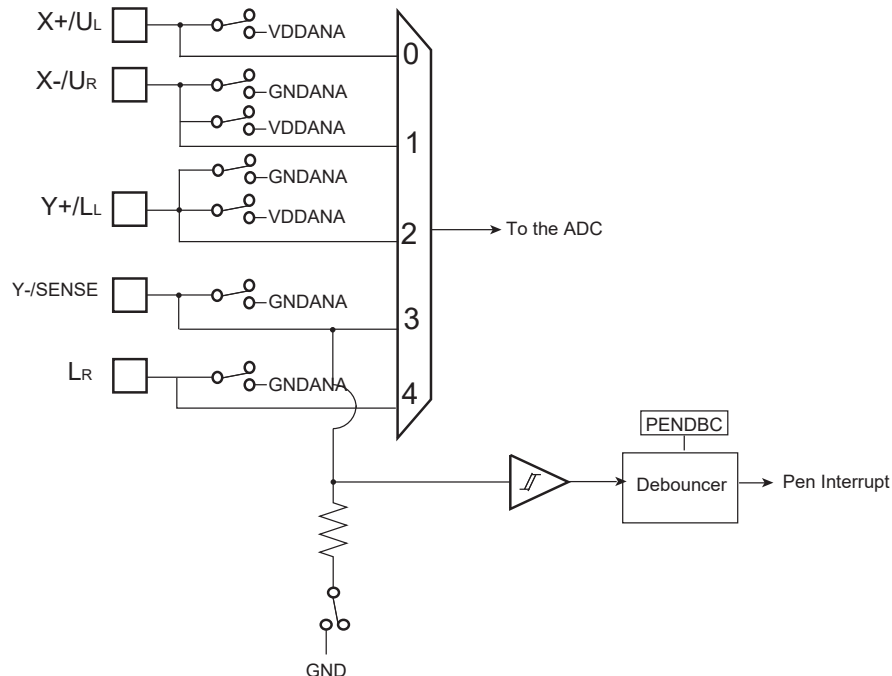 X+/UL
VDDANA
0
X-/UR
GNDANA
VDDANA
1
GNDANA
Y+/LL
VDDANA
2
To the ADC
Y-/SENSE
GNDANA
3
LR
GNDANA
4
PENDBC
Debouncer
Pen Interrupt
GND